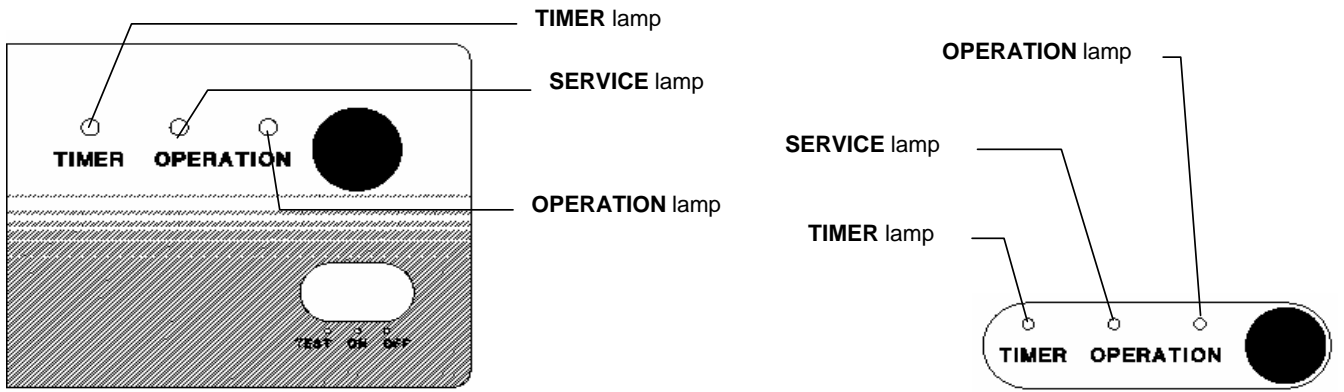 TIMER lamp
SERVICE lamp
TIMER OPERATION
OPERATION lamp
TEST ON OFF
OPERATION lamp
SERVICE lamp
TIMER lamp
TIMER OPERATION